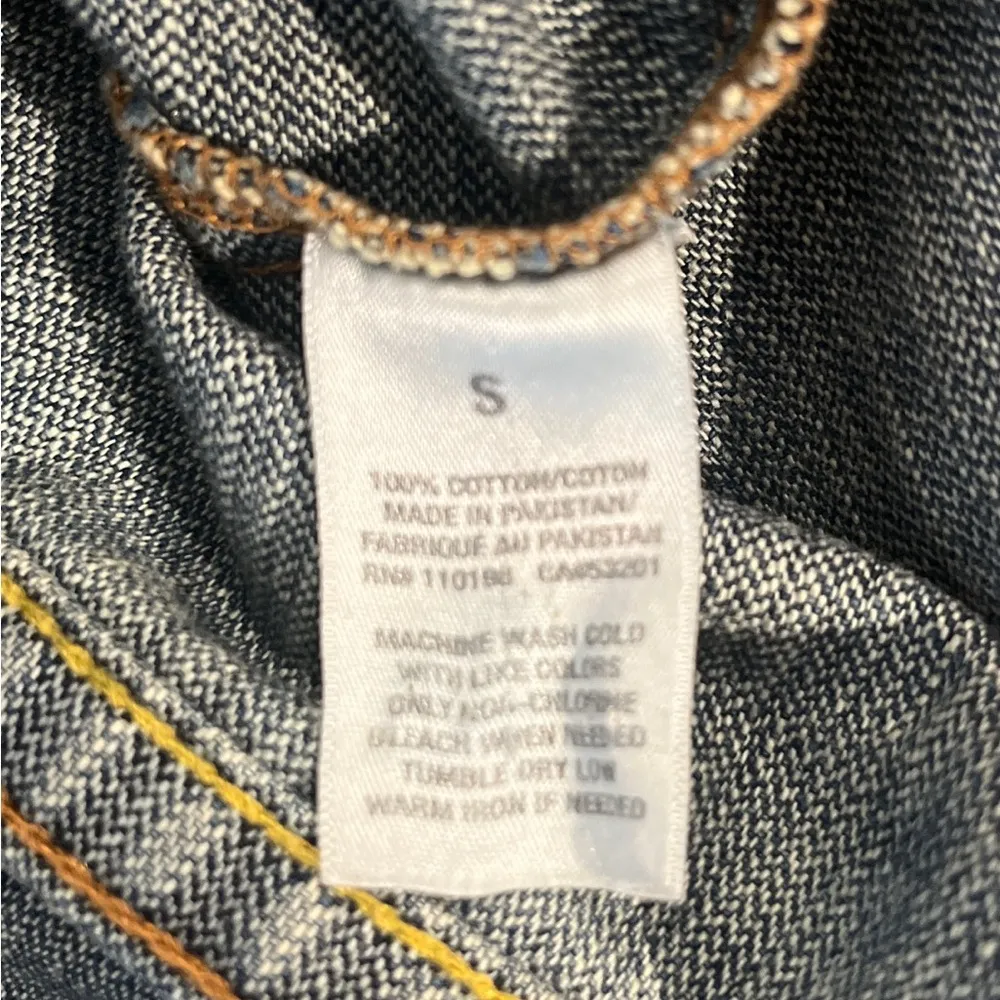 S
100% COTTON/COTON
MADE IN PAKISTAN/
FABRIQUÉ AU PAKISTAN
RN# 110198 CA#53201
MACHINE WASH COLD
WITH LIKE COLORS
ONLY NON-CHLORINE
BLEACH WHEN NEEDED
TUMBLE DRY LOW
WARM IRON IF NEEDED